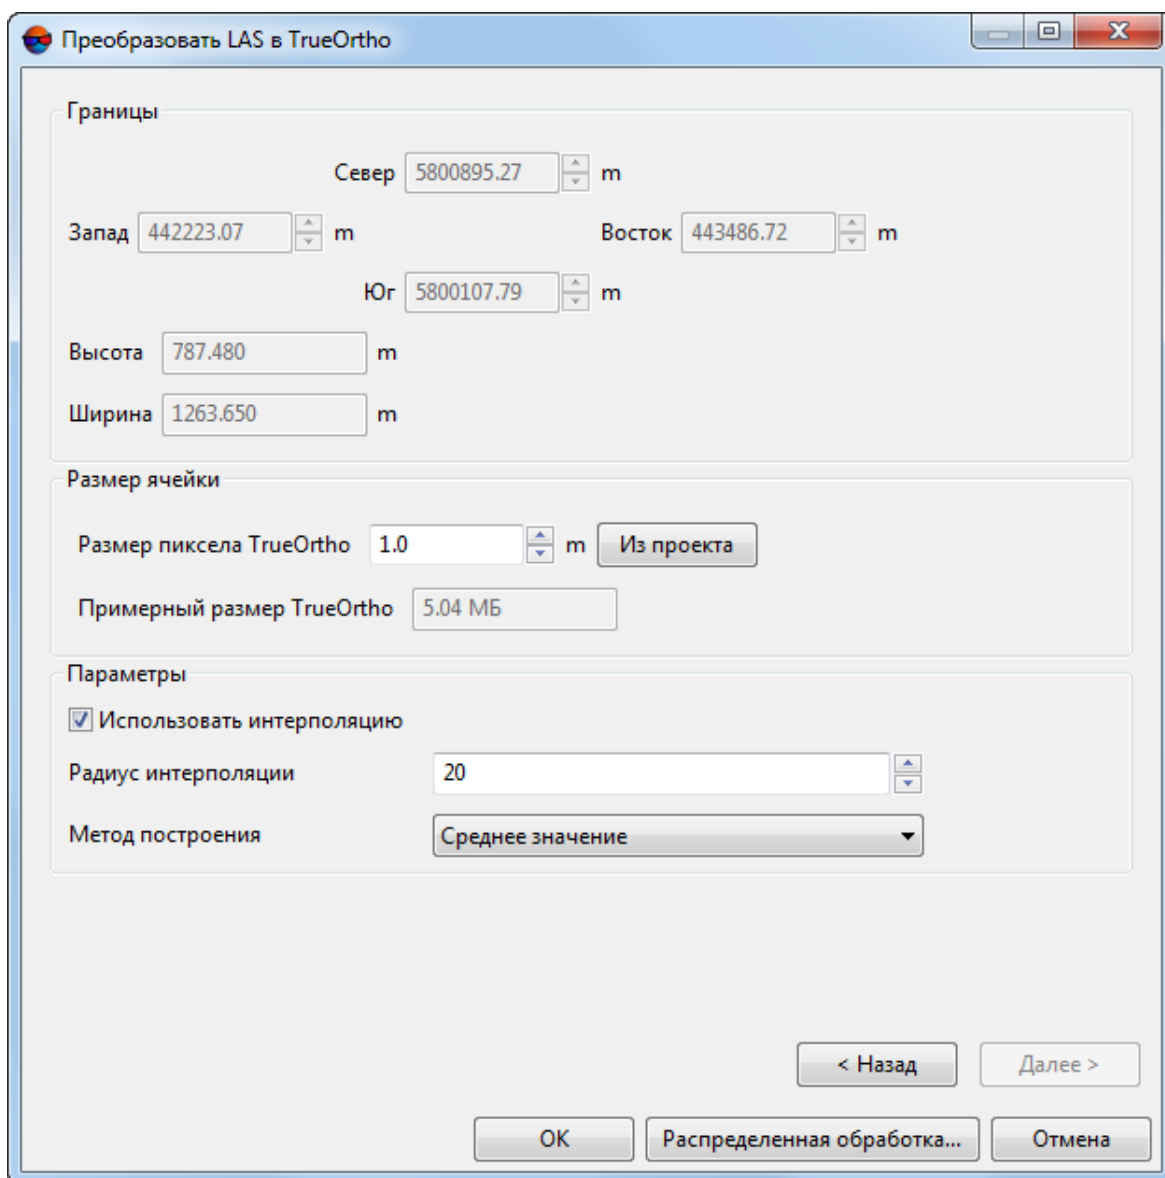 Преобразовать LAS в TrueOrtho
Границы
Север 5800895.27 m
Запад 442223.07 m Восток 443486.72 m
Юг 5800107.79 m
Высота 787.480 m
Ширина 1263.650 m
Размер ячейки
Размер пиксела TrueOrtho 1.0 m Из проекта
Примерный размер TrueOrtho 5.04 МБ
Параметры
Использовать интерполяцию
Радиус интерполяции 20
Метод построения Среднее значение
< Назад Далее >
OK Распределенная обработка... Отмена